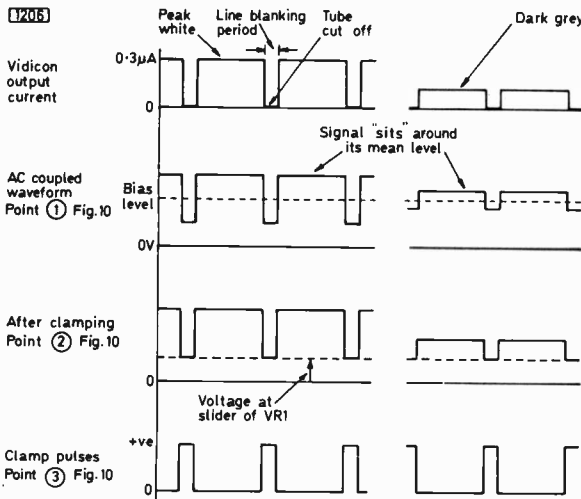 1206
Peak
white
Line blanking
period
Tube
cut off
Dark grey
Vidicon
output
current
0·3µA
0
Signal "sits" around
its mean level
AC coupled
waveform
Point ① Fig.10
Bias
level
0V
After clamping
Point ② Fig.10
0
Voltage at
slider of VR1
Clamp pulses
Point ③ Fig.10
+ve
0